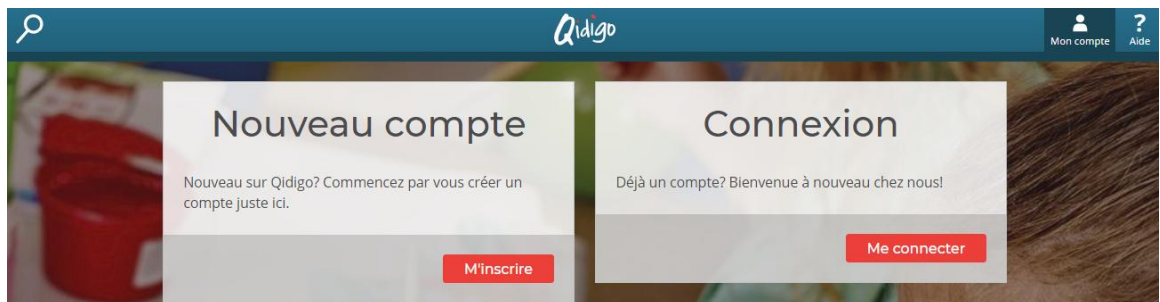 Qidigo
Mon compte
? Aide
Nouveau compte
Nouveau sur Qidigo? Commencez par vous créer un
compte juste ici.
M'inscrire
Connexion
Déjà un compte? Bienvenue à nouveau chez nous!
Me connecter